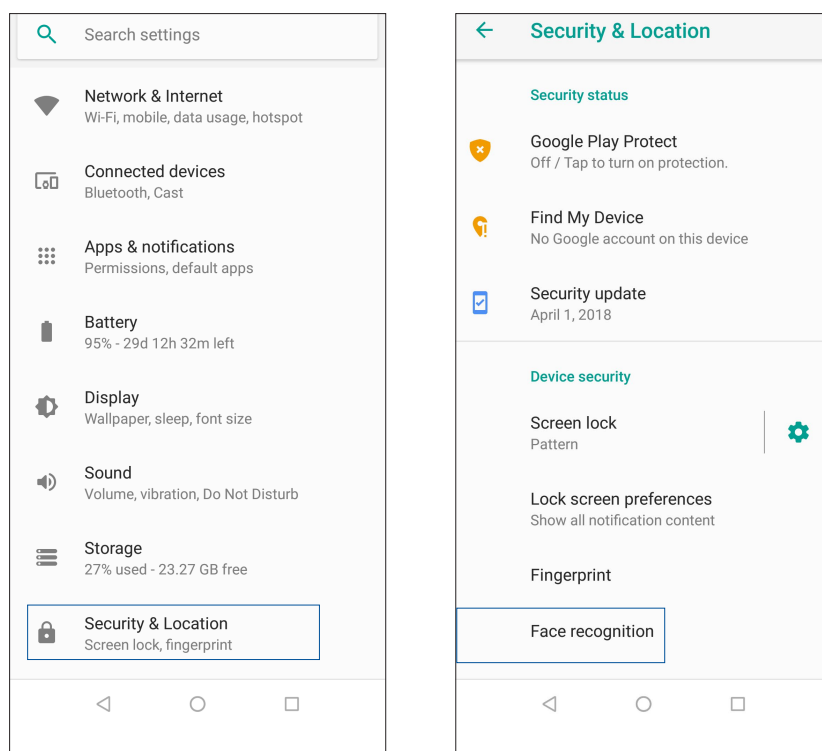 Search settings
Network & Internet
Wi-Fi, mobile, data usage, hotspot
Connected devices
Bluetooth, Cast
Apps & notifications
Permissions, default apps
Battery
95% - 29d 12h 32m left
Display
Wallpaper, sleep, font size
Sound
Volume, vibration, Do Not Disturb
Storage
27% used - 23.27 GB free
Security & Location
Screen lock, fingerprint
Security & Location
Security status
Google Play Protect
Off / Tap to turn on protection.
Find My Device
No Google account on this device
Security update
April 1, 2018
Device security
Screen lock
Pattern
Lock screen preferences
Show all notification content
Fingerprint
Face recognition